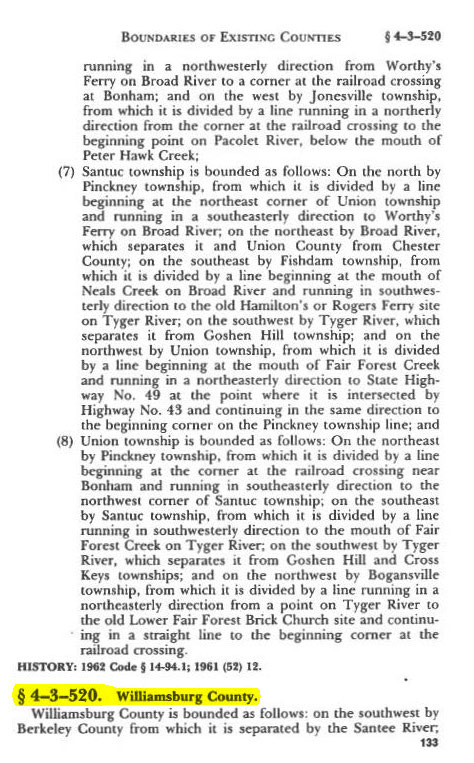 BOUNDARIES OF EXISTING COUNTIES § 4–3–520
running in a northwesterly direction from Worthy's
Ferry on Broad River to a corner at the railroad crossing
at Bonham; and on the west by Jonesville township,
from which it is divided by a line running in a northerly
direction from the corner at the railroad crossing to the
beginning point on Pacolet River, below the mouth of
Peter Hawk Creek;
(7) Santuc township is bounded as follows: On the north by
Pinckney township, from which it is divided by a line
beginning at the northeast corner of Union township
and running in a southeasterly direction to Worthy's
Ferry on Broad River; on the northeast by Broad River,
which separates it and Union County from Chester
County; on the southeast by Fishdam township, from
which it is divided by a line beginning at the mouth of
Neals Creek on Broad River and running in southwes-
terly direction to the old Hamilton's or Rogers Ferry site
on Tyger River; on the southwest by Tyger River, which
separates it from Goshen Hill township; and on the
northwest by Union township, from which it is divided
by a line beginning at the mouth of Fair Forest Creek
and running in a northeasterly direction to State High-
way No. 49 at the point where it is intersected by
Highway No. 43 and continuing in the same direction to
the beginning corner on the Pinckney township line; and
(8) Union township is bounded as follows: On the northeast
by Pinckney township, from which it is divided by a line
beginning at the corner at the railroad crossing near
Bonham and running in southeasterly direction to the
northwest corner of Santuc township; on the southeast
by Santuc township, from which it is divided by a line
running in southwesterly direction to the mouth of Fair
Forest Creek on Tyger River; on the southwest by Tyger
River, which separates it from Goshen Hill and Cross
Keys townships; and on the northwest by Bogansville
township, from which it is divided by a line running in a
northeasterly direction from a point on Tyger River to
the old Lower Fair Forest Brick Church site and continu-
ing in a straight line to the beginning corner at the
railroad crossing.
HISTORY: 1962 Code § 14-94.1; 1961 (52) 12.
§ 4–3–520. Williamsburg County.
Williamsburg County is bounded as follows: on the southwest by
Berkeley County from which it is separated by the Santee River;
133